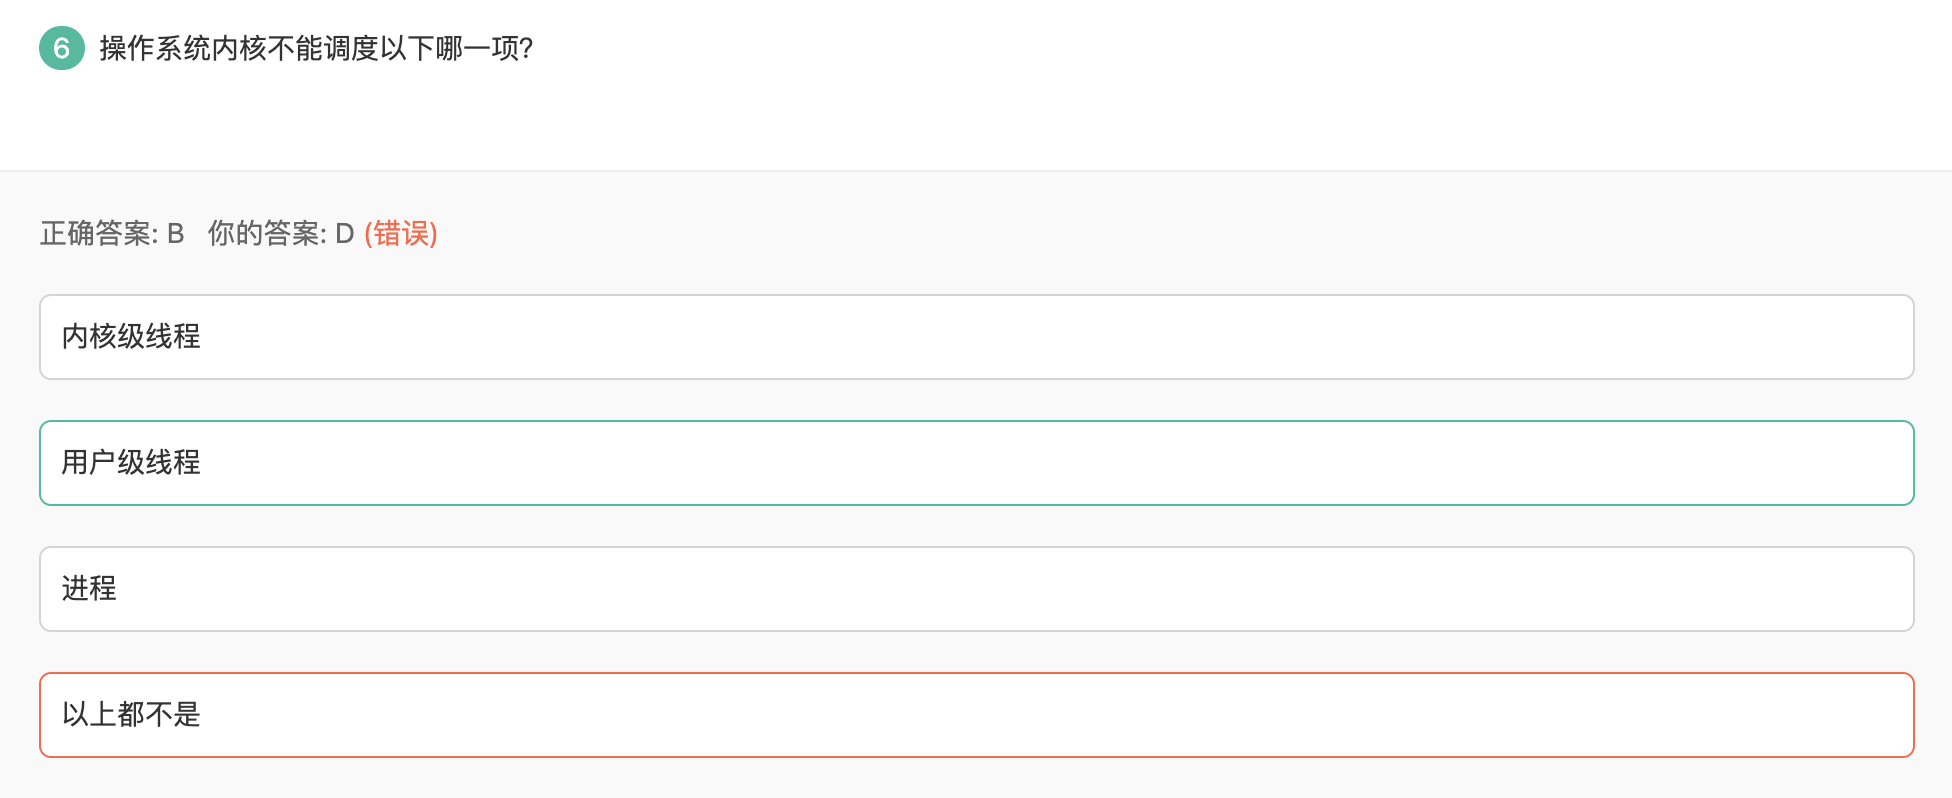 6 操作系统内核不能调度以下哪一项?
正确答案: B 你的答案: D (错误)
内核级线程
用户级线程
进程
以上都不是